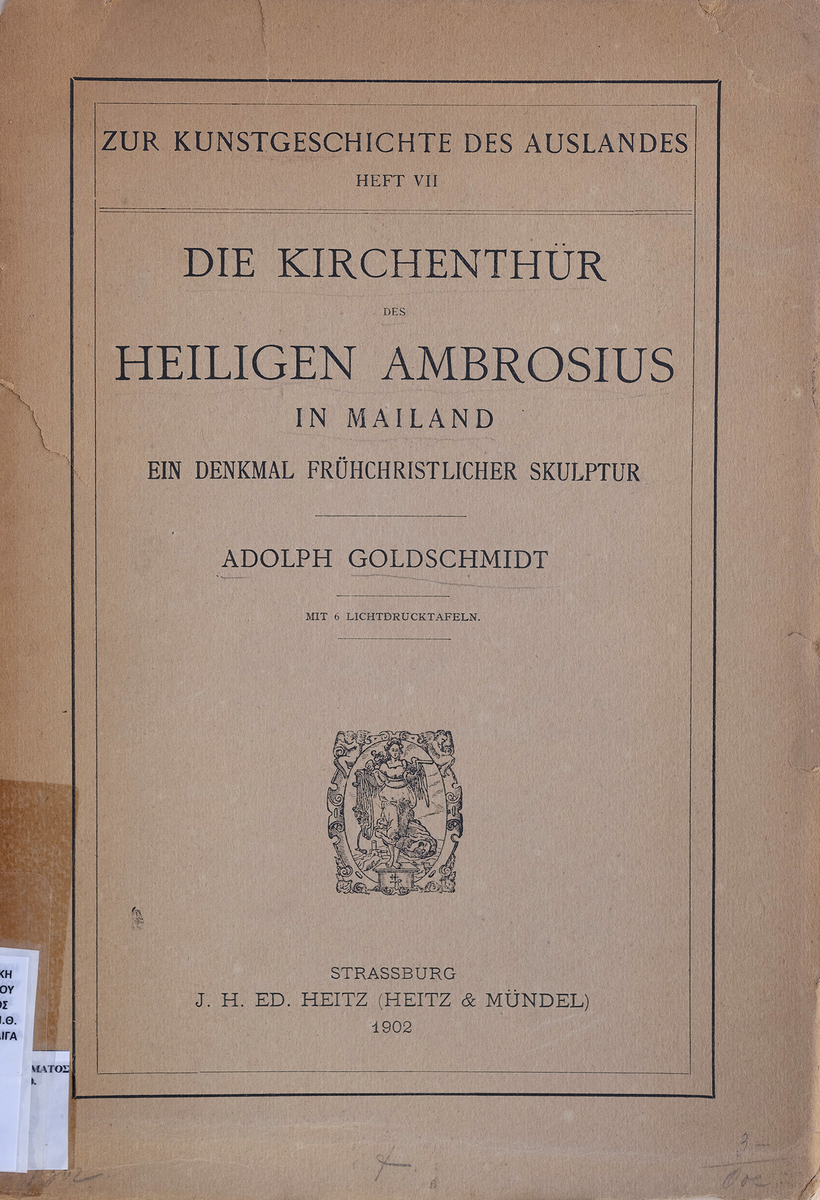 ZUR KUNSTGESCHICHTE DES AUSLANDES
HEFT VII
DIE KIRCHENTHÜR
DES
HEILIGEN AMBROSIUS
IN MAILAND
EIN DENKMAL FRÜHCHRISTLICHER SKULPTUR
ADOLPH GOLDSCHMIDT
MIT 6 LICHTDRUCKTAFELN.
STRASSBURG
J. H. ED. HEITZ (HEITZ & MÜNDEL)
1902